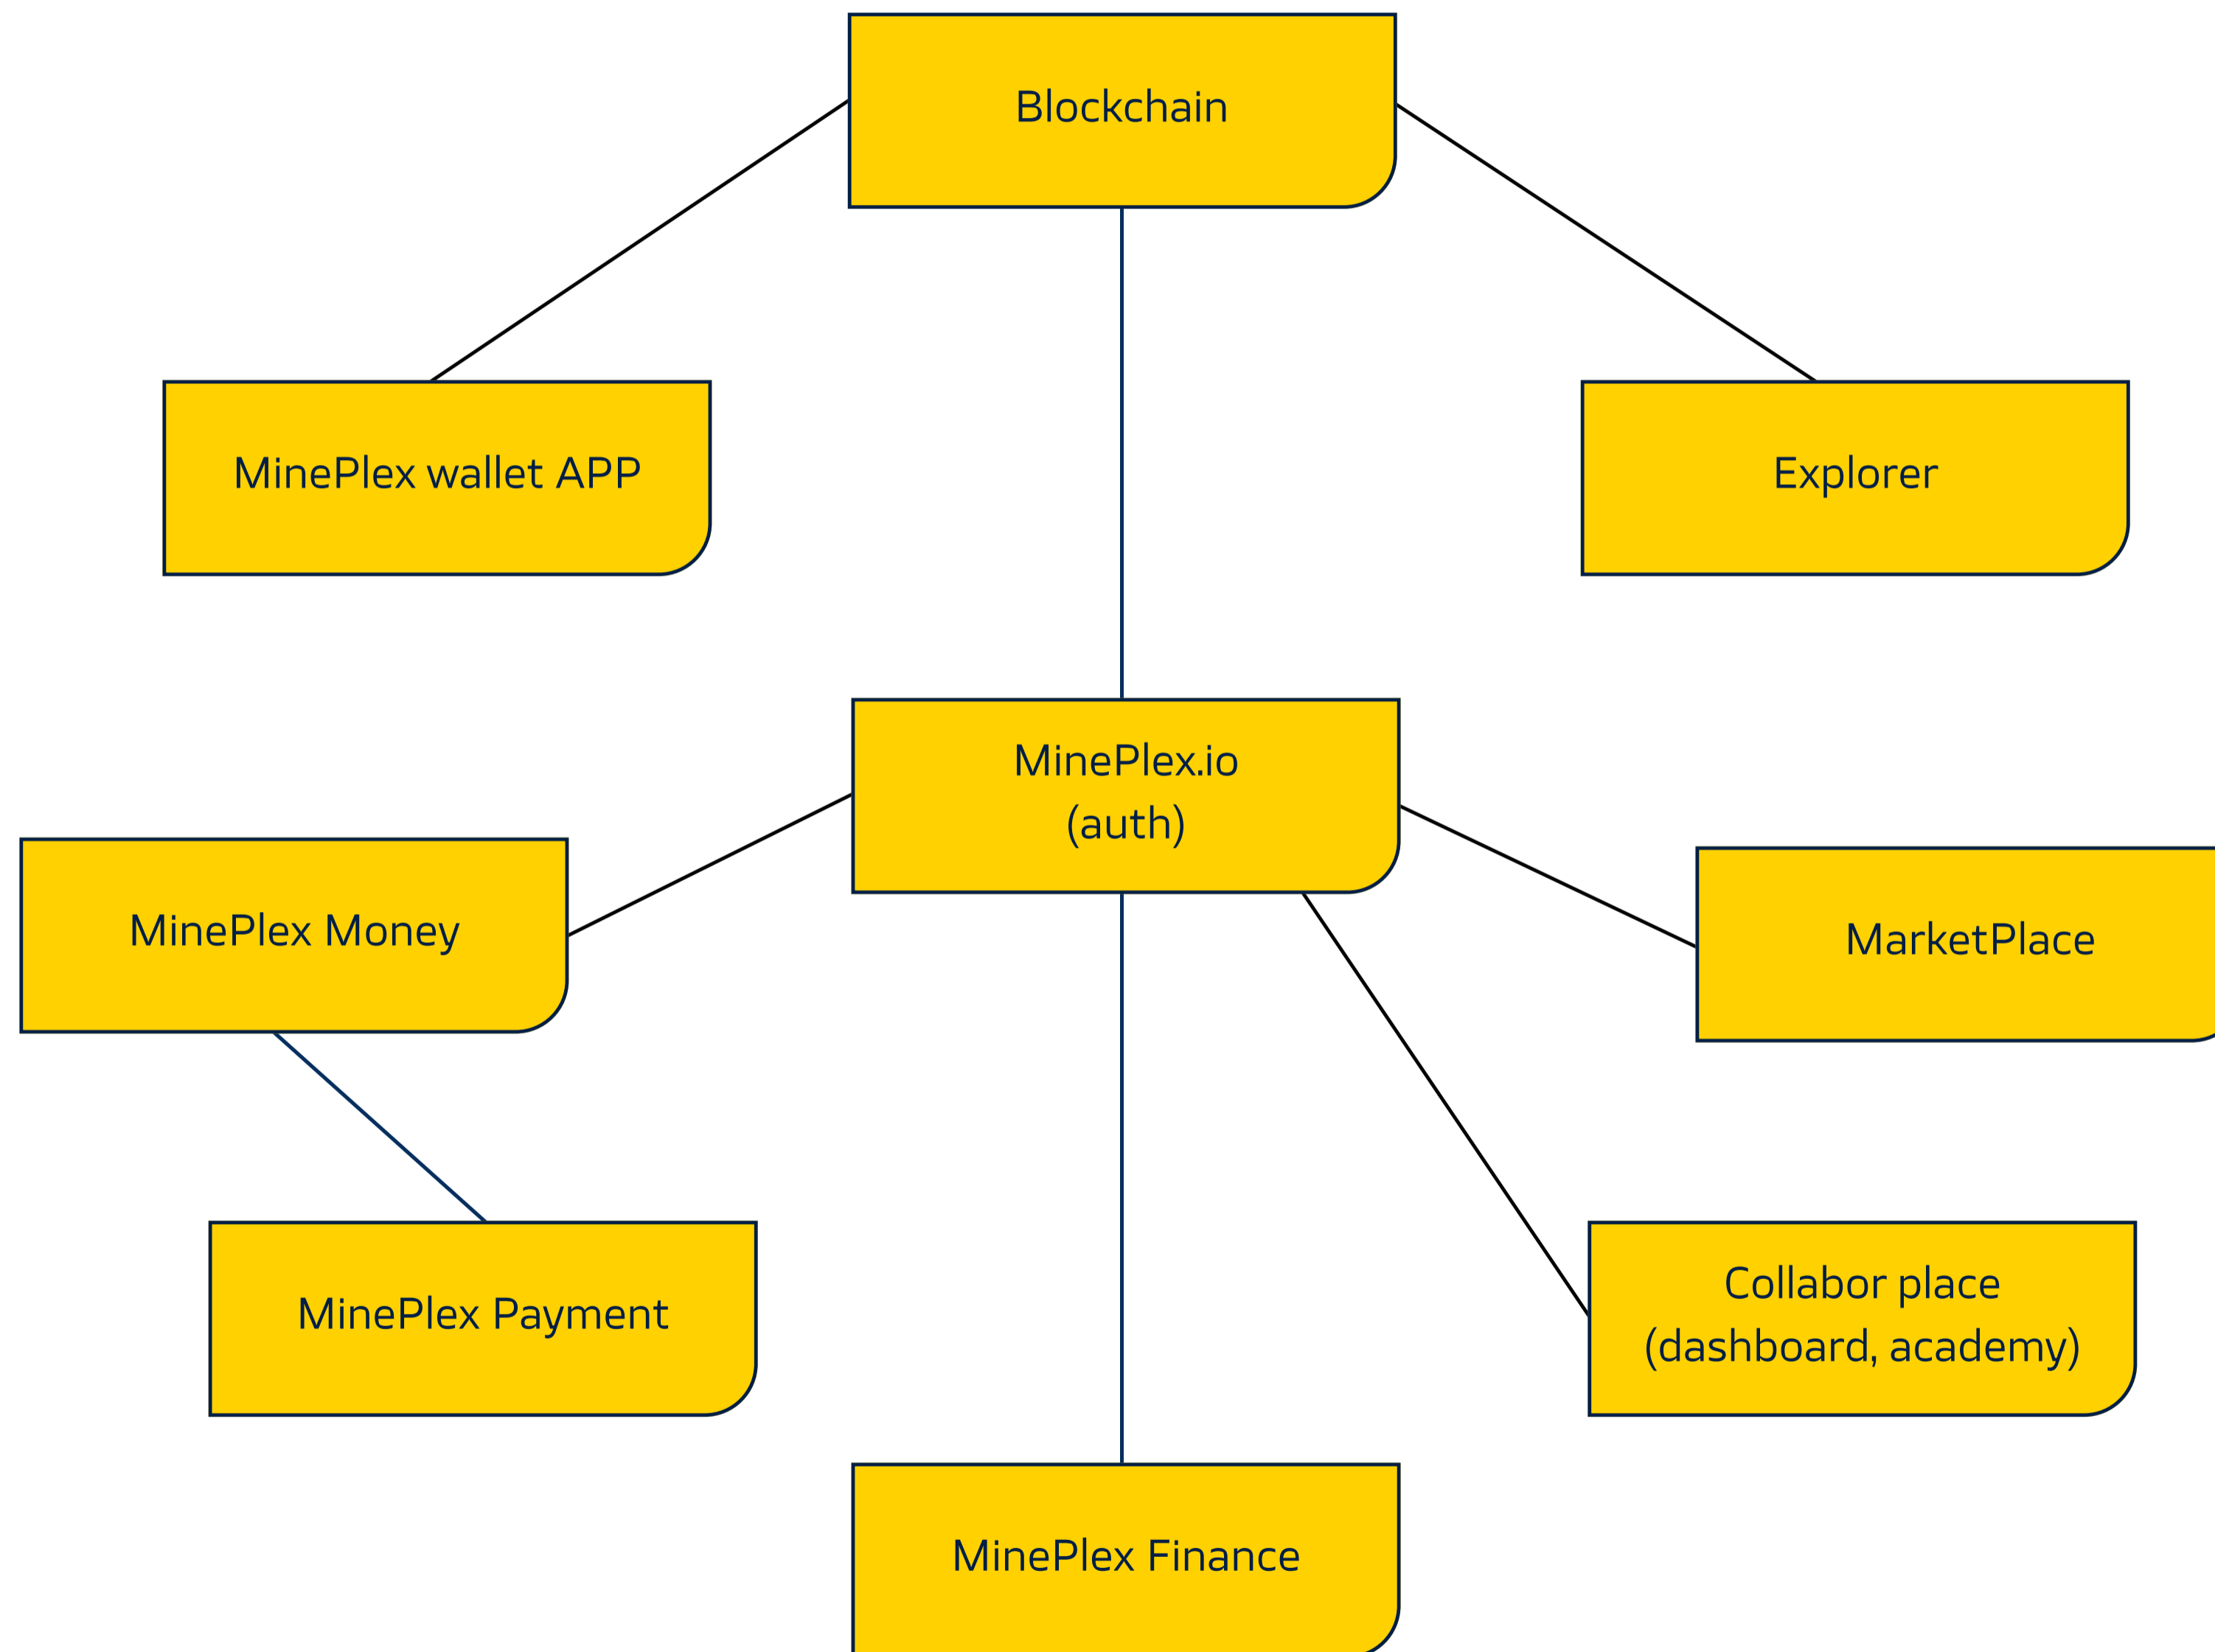 Blockchain
MinePlex wallet APP
Explorer
MinePlex.io
(auth)
MinePlex Money
MarketPlace
MinePlex Payment
Collabor place
(dashboard, academy)
MinePlex Finance